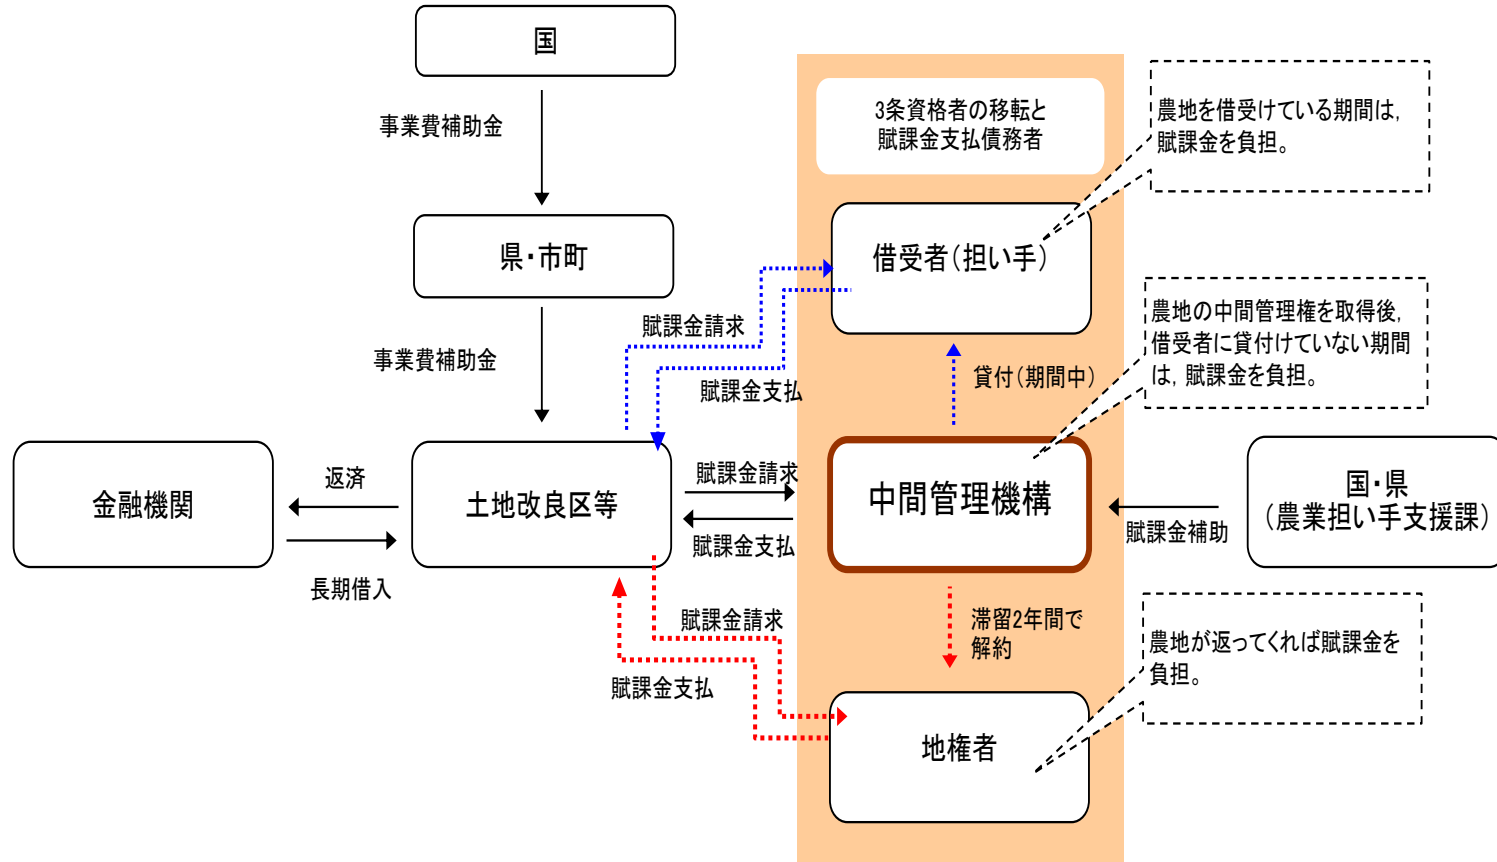 国
事業費補助金
3条資格者の移転と
賦課金支払債務者
農地を借受けている期間は,
賦課金を負担。
県・市町
借受者(担い手)
賦課金請求
農地の中間管理権を取得後,
借受者に貸付けていない期間
は, 賦課金を負担。
事業費補助金
賦課金支払
貸付(期間中)
金融機関
返済
長期借入
土地改良区等
賦課金請求
賦課金支払
中間管理機構
賦課金補助
国・県
(農業担い手支援課)
賦課金請求
賦課金支払
滞留2年間で
解約
農地が返ってくれば賦課金を
負担。
地権者